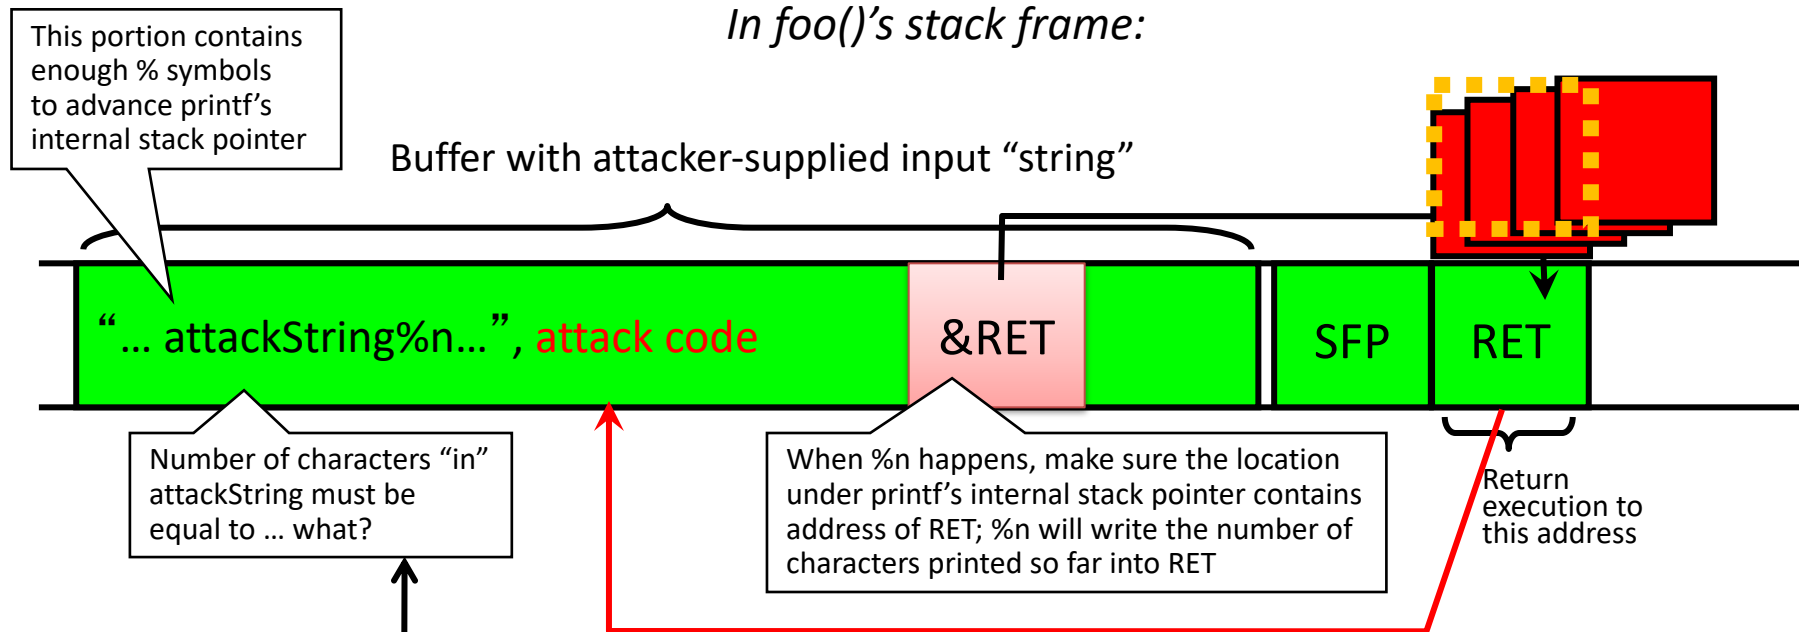 In foo()'s stack frame:
This portion contains
enough % symbols
to advance printf’s
internal stack pointer
Buffer with attacker-supplied input “string”
“… attackString%n…”, attack code
&RET
SFP
RET
Number of characters “in”
attackString must be
equal to … what?
When %n happens, make sure the location
under printf’s internal stack pointer contains
address of RET; %n will write the number of
characters printed so far into RET
Return
execution to
this address